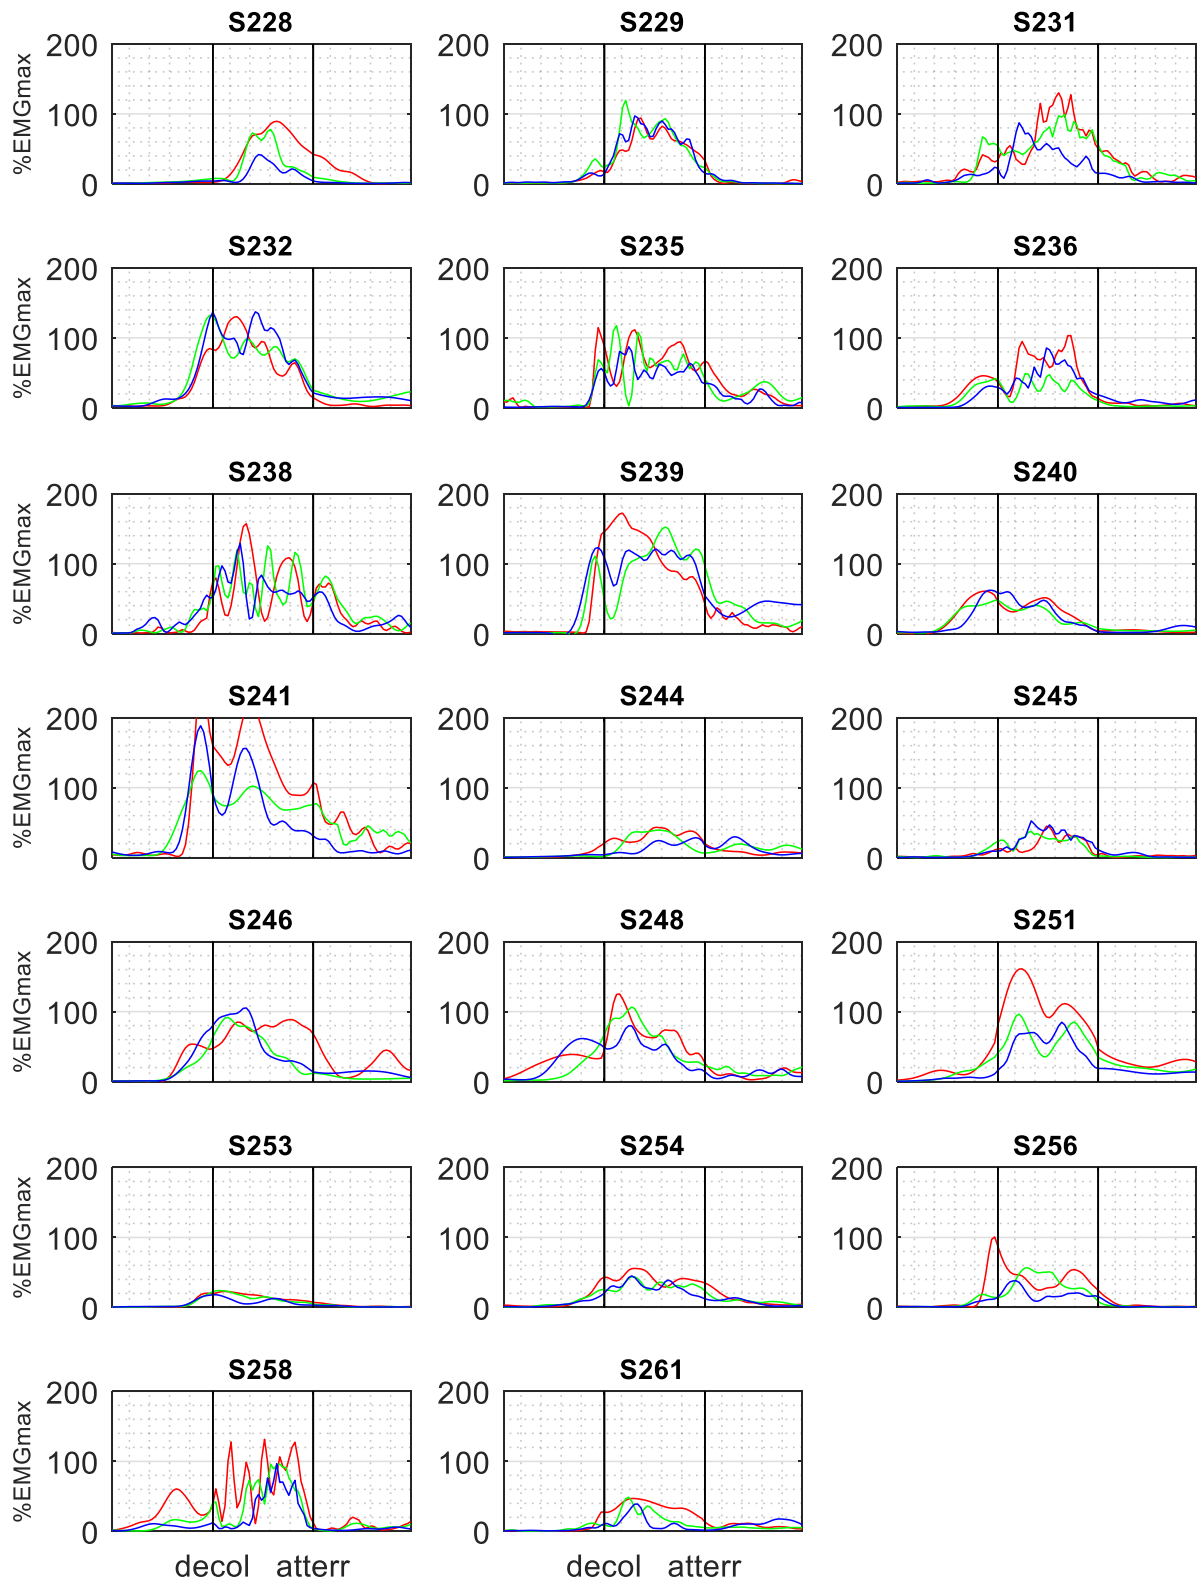 S228 S229 S231
%EMGmax 200 200 200
100 100 100
0 0 0
S232 S235 S236
%EMGmax 200 200 200
100 100 100
0 0 0
S238 S239 S240
%EMGmax 200 200 200
100 100 100
0 0 0
S241 S244 S245
%EMGmax 200 200 200
100 100 100
0 0 0
S246 S248 S251
%EMGmax 200 200 200
100 100 100
0 0 0
S253 S254 S256
%EMGmax 200 200 200
100 100 100
0 0 0
S258 S261
%EMGmax 200 200
100 100
0 0
decol atterr decol atterr